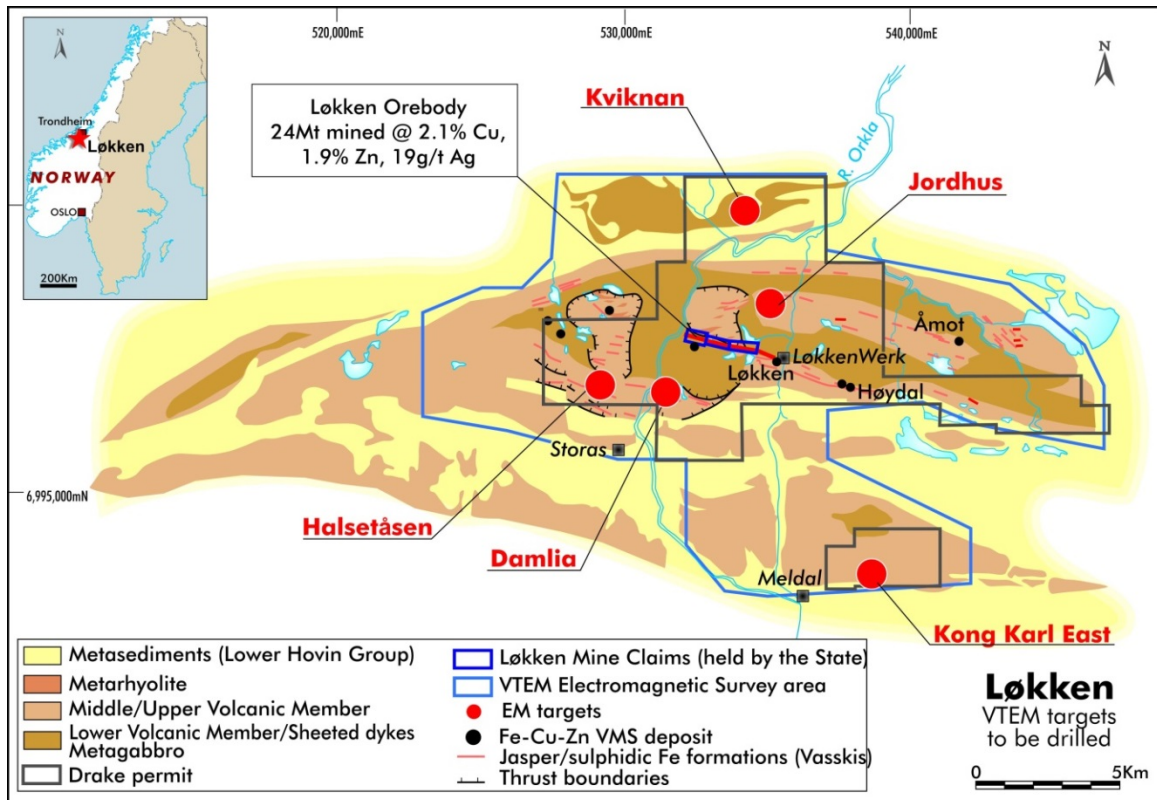 520,000mE
530,000mE
540,000mE
N
N
Trondheim
Løkken
NORWAY
OSLO
200Km
Løkken Orebody
24Mt mined @ 2.1% Cu,
1.9% Zn, 19g/t Ag
Kviknan
R. Orkla
Jordhus
Åmot
LøkkenWerk
Løkken
Høydal
Storas
6,995,000mN
Halsetåsen
Damlia
Meldal
Kong Karl East
Metasediments (Lower Hovin Group)
Metarhyolite
Middle/Upper Volcanic Member
Lower Volcanic Member/Sheeted dykes
Metagabbro
Drake permit
Løkken Mine Claims (held by the State)
VTEM Electromagnetic Survey area
EM targets
Fe-Cu-Zn VMS deposit
Jasper/sulphidic Fe formations (Vasskis)
Thrust boundaries
Løkken
VTEM targets
to be drilled
0 5Km